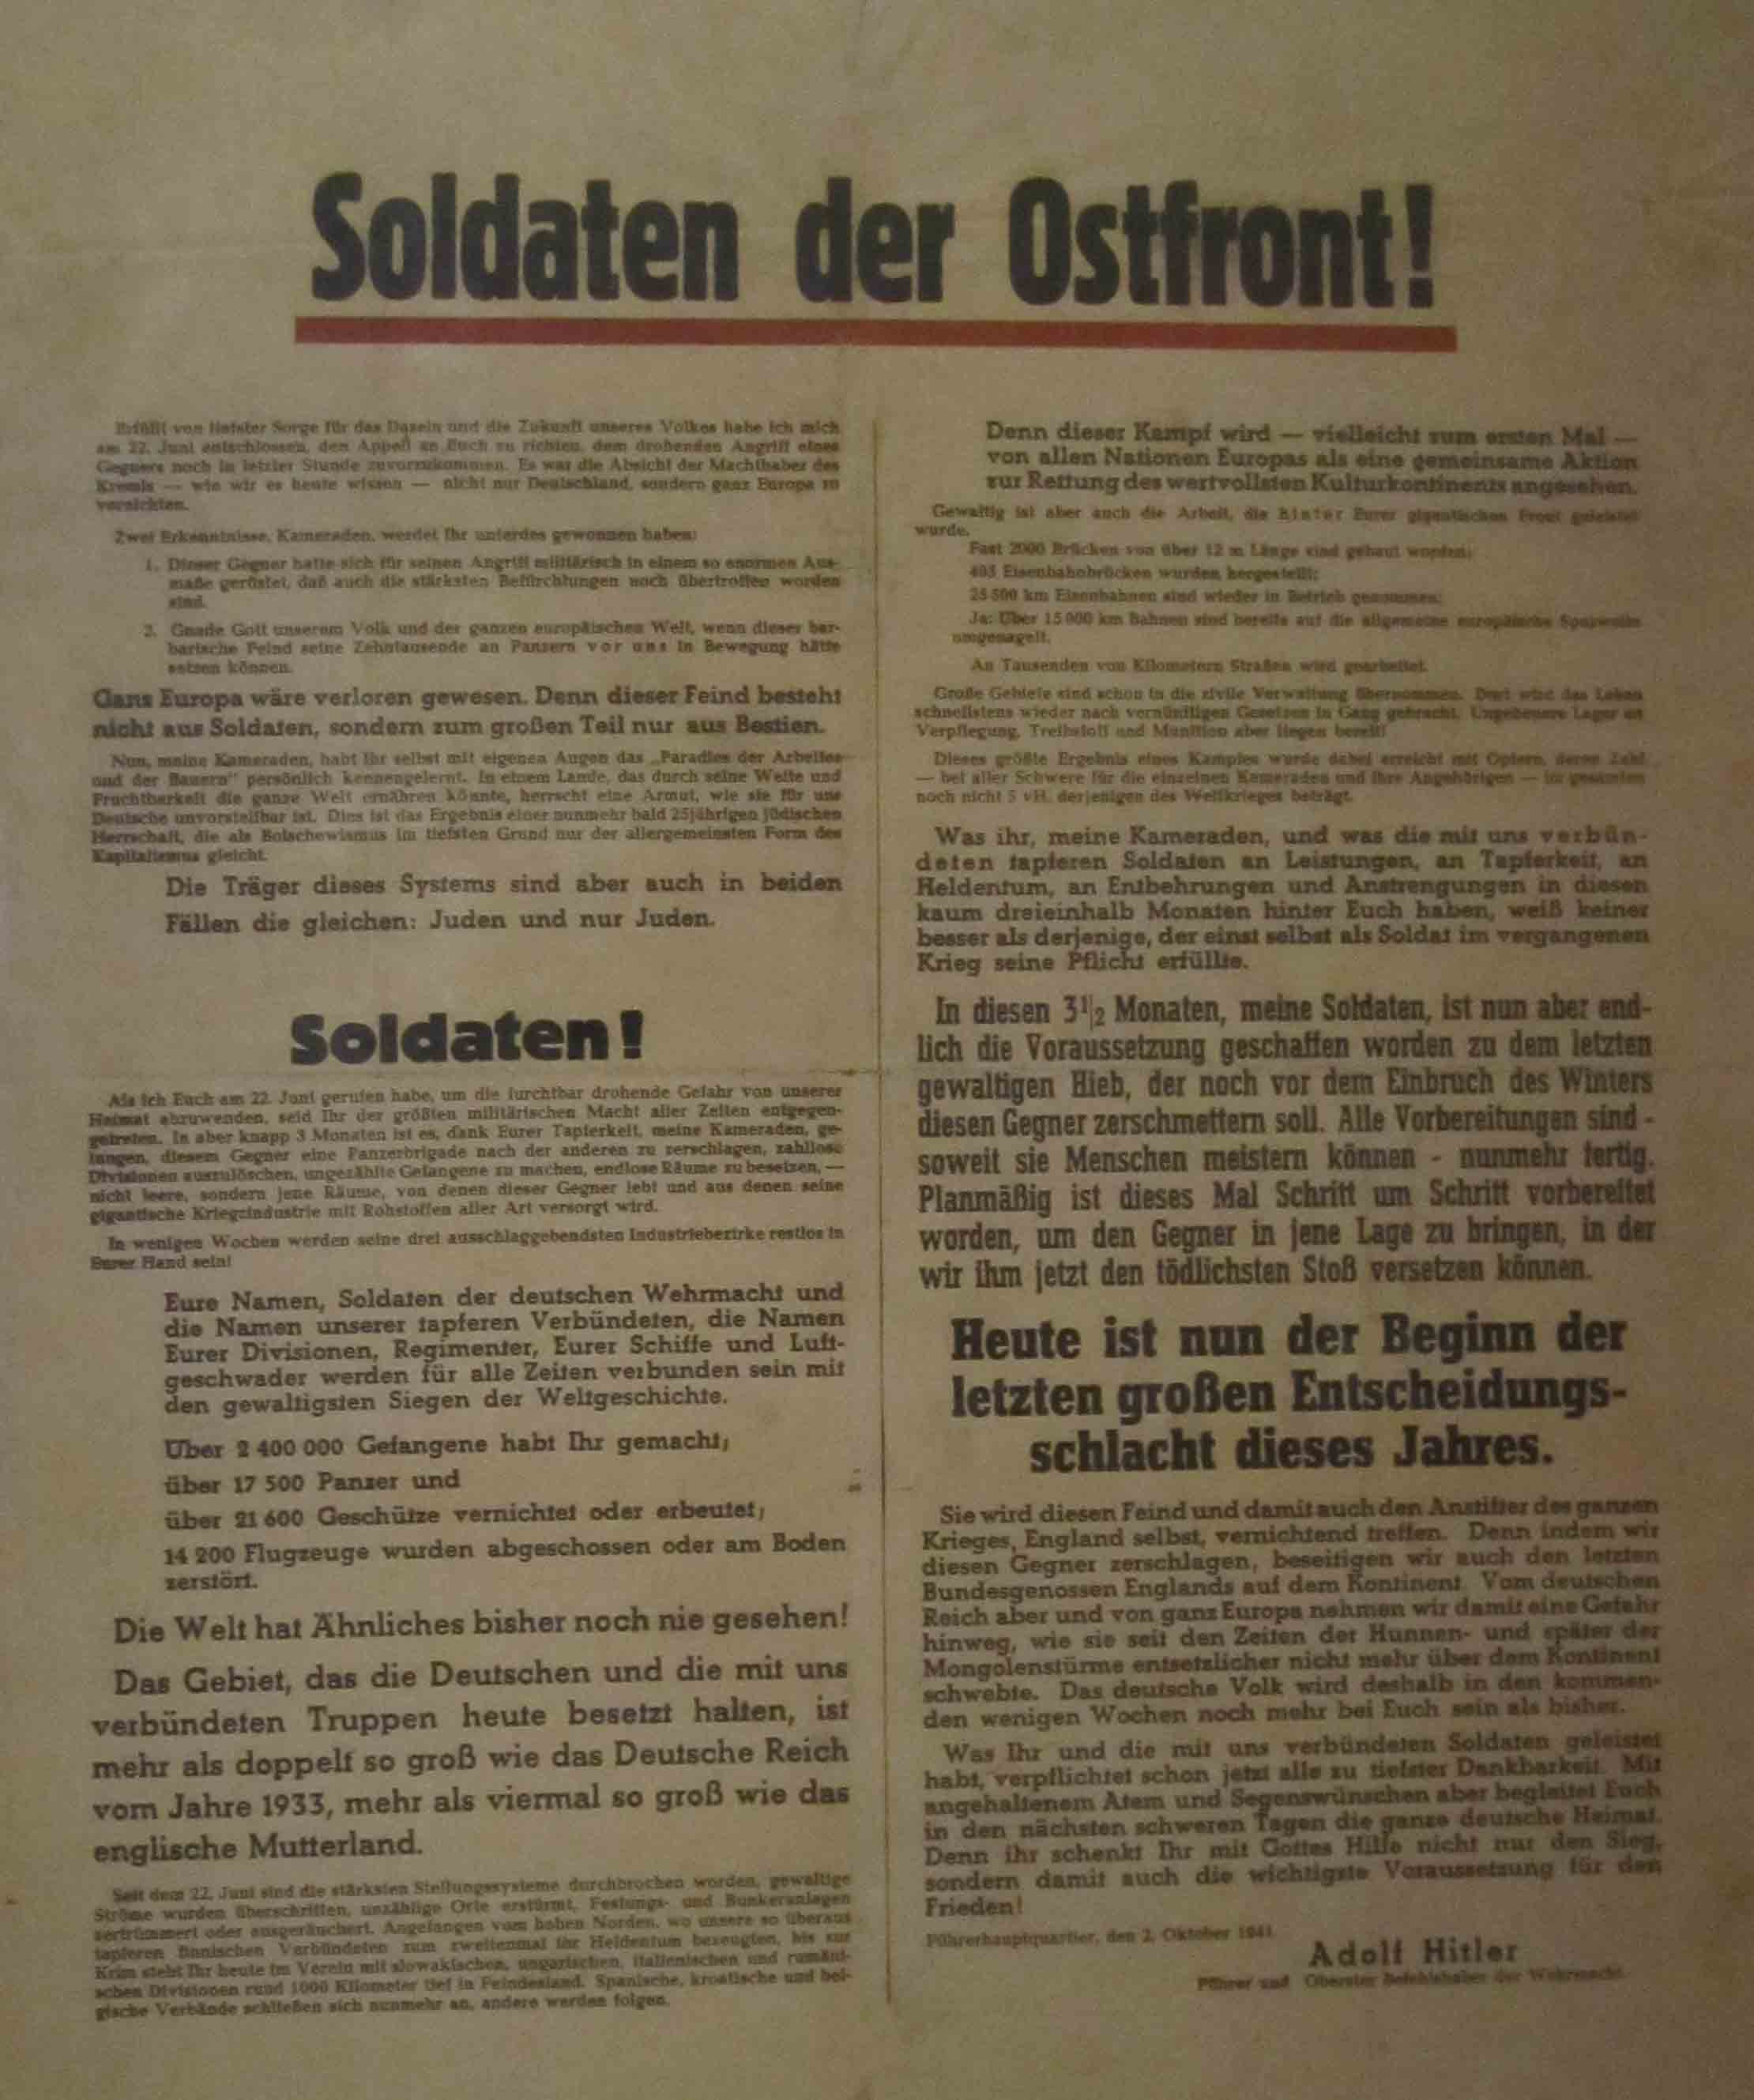 Soldaten der Ostfront!
Erfüllt von tiefster Sorge für das Dasein und die Zukunft unseres Volkes habe ich mich
am 22. Juni entschlossen, den Appell an Euch zu richten, dem drohenden Angriff eines
Gegners noch in letzter Stunde zuvorzukommen. Es war die Absicht der Machthaber des
Kremls — wie wir es heute wissen — nicht nur Deutschland, sondern ganz Europa zu
vernichten.
Zwei Erkenntnisse, Kameraden, werdet Ihr unterdes gewonnen haben:
1. Dieser Gegner hatte sich für seinen Angriff militärisch in einem so enormen Aus-
maße gerüstet, daß auch die stärksten Befürchtungen noch übertroffen worden
sind.
2. Gnade Gott unserem Volk und der ganzen europäischen Welt, wenn dieser bar-
barische Feind seine Zehntausende an Panzern vor uns in Bewegung hätte
setzen können.
Ganz Europa wäre verloren gewesen. Denn dieser Feind besteht
nicht aus Soldaten, sondern zum großen Teil nur aus Bestien.
Nun, meine Kameraden, habt Ihr selbst mit eigenen Augen das „Paradies der Arbeiter
und der Bauern" persönlich kennengelernt. In einem Lande, das durch seine Weite und
Fruchtbarkeit die ganze Welt ernähren könnte, herrscht eine Armut, wie sie für uns
Deutsche unvorstellbar ist. Dies ist das Ergebnis einer nunmehr bald 25jährigen jüdischen
Herrschaft, die als Bolschewismus im tiefsten Grund nur der allergemeinsten Form des
Kapitalismus gleicht.
Die Träger dieses Systems sind aber auch in beiden
Fällen die gleichen: Juden und nur Juden.
Soldaten!
Als ich Euch am 22. Juni gerufen habe, um die furchtbar drohende Gefahr von unserer
Heimat abzuwenden, seid Ihr der größten militärischen Macht aller Zeiten entgegen-
getreten. In aber knapp 3 Monaten ist es, dank Eurer Tapferkeit, meine Kameraden, ge-
lungen, diesem Gegner eine Panzerbrigade nach der anderen zu zerschlagen, zahllose
Divisionen auszulöschen, ungezählte Gefangene zu machen, endlose Räume zu besetzen, —
nicht leere, sondern jene Räume, von denen dieser Gegner lebt und aus denen seine
gigantische Kriegsindustrie mit Rohstoffen aller Art versorgt wird.
In wenigen Wochen werden seine drei ausschlaggebendsten Industriebezirke restlos in
Eurer Hand sein!
Eure Namen, Soldaten der deutschen Wehrmacht und
die Namen unserer tapferen Verbündeten, die Namen
Eurer Divisionen, Regimenter, Eurer Schiffe und Luft-
geschwader werden für alle Zeiten verbunden sein mit
den gewaltigsten Siegen der Weltgeschichte.
Über 2 400 000 Gefangene habt Ihr gemacht;
über 17 500 Panzer und
über 21 600 Geschütze vernichtet oder erbeutet;
14 200 Flugzeuge wurden abgeschossen oder am Boden
zerstört.
Die Welt hat Ähnliches bisher noch nie gesehen!
Das Gebiet, das die Deutschen und die mit uns
verbündeten Truppen heute besetzt halten, ist
mehr als doppelt so groß wie das Deutsche Reich
vom Jahre 1933, mehr als viermal so groß wie das
englische Mutterland.
Seit dem 22. Juni sind die stärksten Stellungssysteme durchbrochen worden, gewaltige
Ströme wurden überschritten, unzählige Orte erstürmt, Festungs- und Bunkeranlagen
zertrümmert oder ausgeräuchert. Angefangen vom hohen Norden, wo unsere so überaus
tapferen finnischen Verbündeten zum zweitenmal ihr Heldentum bezeugten, bis zur
Krim steht Ihr heute im Verein mit slowakischen, ungarischen, italienischen und rumäni-
schen Divisionen rund 1000 Kilometer tief in Feindesland. Spanische, kroatische und bel-
gische Verbände schließen sich nunmehr an, andere werden folgen.
Denn dieser Kampf wird — vielleicht zum ersten Mal —
von allen Nationen Europas als eine gemeinsame Aktion
zur Rettung des wertvollsten Kulturkontinents angesehen.
Gewaltig ist aber auch die Arbeit, die hinter Eurer gigantischen Front geleistet
wurde.
Fast 2000 Brücken von über 12 m Länge sind gebaut worden;
405 Eisenbahnbrücken wurden hergestellt;
25 500 km Eisenbahnen sind wieder in Betrieb genommen;
Ja: Über 15 000 km Bahnen sind bereits auf die allgemeine europäische Spurweite
umgenagelt.
An Tausenden von Kilometern Straßen wird gearbeitet.
Große Gebiete sind schon in die zivile Verwaltung übernommen. Dort wird das Leben
schnellstens wieder nach vernünftigen Gesetzen in Gang gebracht. Ungeheuere Lager an
Verpflegung, Treibstoff und Munition aber liegen bereit!
Dieses größte Ergebnis eines Kampfes wurde dabei erreicht mit Opfern, deren Zahl
— bei aller Schwere für die einzelnen Kameraden und ihre Angehörigen — im gesamten
noch nicht 5 vH. derjenigen des Weltkrieges beträgt.
Was ihr, meine Kameraden, und was die mit uns verbün-
deten tapferen Soldaten an Leistungen, an Tapferkeit, an
Heldentum, an Entbehrungen und Anstrengungen in diesen
kaum dreieinhalb Monaten hinter Euch haben, weiß keiner
besser als derjenige, der einst selbst als Soldat im vergangenen
Krieg seine Pflicht erfüllte.
In diesen 3½ Monaten, meine Soldaten, ist nun aber end-
lich die Voraussetzung geschaffen worden zu dem letzten
gewaltigen Hieb, der noch vor dem Einbruch des Winters
diesen Gegner zerschmettern soll. Alle Vorbereitungen sind -
soweit sie Menschen meistern können - nunmehr fertig.
Planmäßig ist dieses Mal Schritt um Schritt vorbereitet
worden, um den Gegner in jene Lage zu bringen, in der
wir ihm jetzt den tödlichsten Stoß versetzen können.
Heute ist nun der Beginn der
letzten großen Entscheidungs-
schlacht dieses Jahres.
Sie wird diesen Feind und damit auch den Anstifter des ganzen
Krieges, England selbst, vernichtend treffen. Denn indem wir
diesen Gegner zerschlagen, beseitigen wir auch den letzten
Bundesgenossen Englands auf dem Kontinent. Vom deutschen
Reich aber und von ganz Europa nehmen wir damit eine Gefahr
hinweg, wie sie seit den Zeiten der Hunnen- und später der
Mongolenstürme entsetzlicher nicht mehr über dem Kontinent
schwebte. Das deutsche Volk wird deshalb in den kommen-
den wenigen Wochen noch mehr bei Euch sein als bisher.
Was Ihr und die mit uns verbündeten Soldaten geleistet
habt, verpflichtet schon jetzt alle zu tiefster Dankbarkeit. Mit
angehaltenem Atem und Segenswünschen aber begleitet Euch
in den nächsten schweren Tagen die ganze deutsche Heimat.
Denn ihr schenkt Ihr mit Gottes Hilfe nicht nur den Sieg,
sondern damit auch die wichtigste Voraussetzung für den
Frieden!
Führerhauptquartier, den 2. Oktober 1941.
Adolf Hitler
Führer und Oberster Befehlshaber der Wehrmacht.